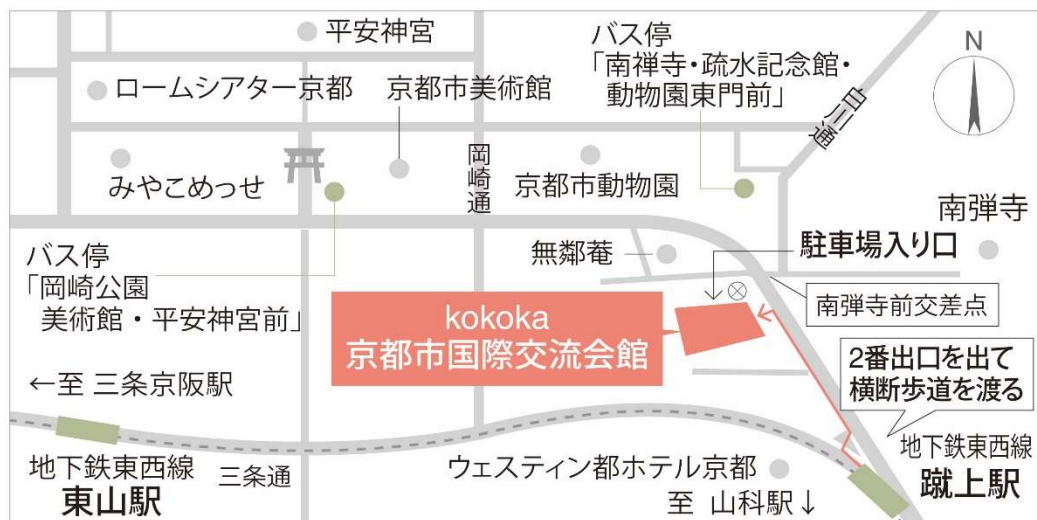 平安神宮
バス停
「南禅寺・疏水記念館・
動物園東門前」
N
白川通
ロームシアター京都
京都市美術館
みやこめっせ
岡崎通
京都市動物園
南弾寺
バス停
「岡崎公園
美術館・平安神宮前」
無鄰菴
駐車場入り口
kokoka
京都市国際交流会館
南弾寺前交差点
←至 三条京阪駅
2番出口を出て
横断歩道を渡る
地下鉄東西線
東山駅
三条通
ウェスティン都ホテル京都
至 山科駅↓
地下鉄東西線
蹴上駅